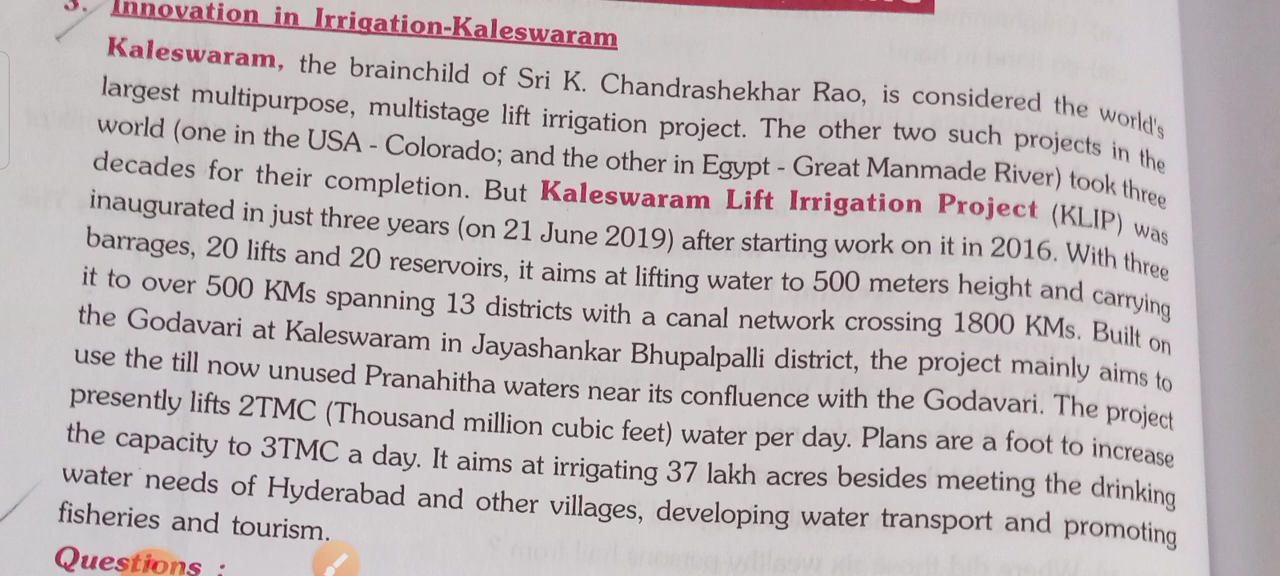 3. Innovation in Irrigation-Kaleswaram
Kaleswaram, the brainchild of Sri K. Chandrashekhar Rao, is considered the world's
largest multipurpose, multistage lift irrigation project. The other two such projects in the
world (one in the USA - Colorado; and the other in Egypt - Great Manmade River) took three
decades for their completion. But Kaleswaram Lift Irrigation Project (KLIP) was
inaugurated in just three years (on 21 June 2019) after starting work on it in 2016. With three
barrages, 20 lifts and 20 reservoirs, it aims at lifting water to 500 meters height and carrying
it to over 500 KMs spanning 13 districts with a canal network crossing 1800 KMs. Built on
the Godavari at Kaleswaram in Jayashankar Bhupalpalli district, the project mainly aims to
use the till now unused Pranahitha waters near its confluence with the Godavari. The project
presently lifts 2TMC (Thousand million cubic feet) water per day. Plans are a foot to increase
the capacity to 3TMC a day. It aims at irrigating 37 lakh acres besides meeting the drinking
water needs of Hyderabad and other villages, developing water transport and promoting
fisheries and tourism.
Questions :